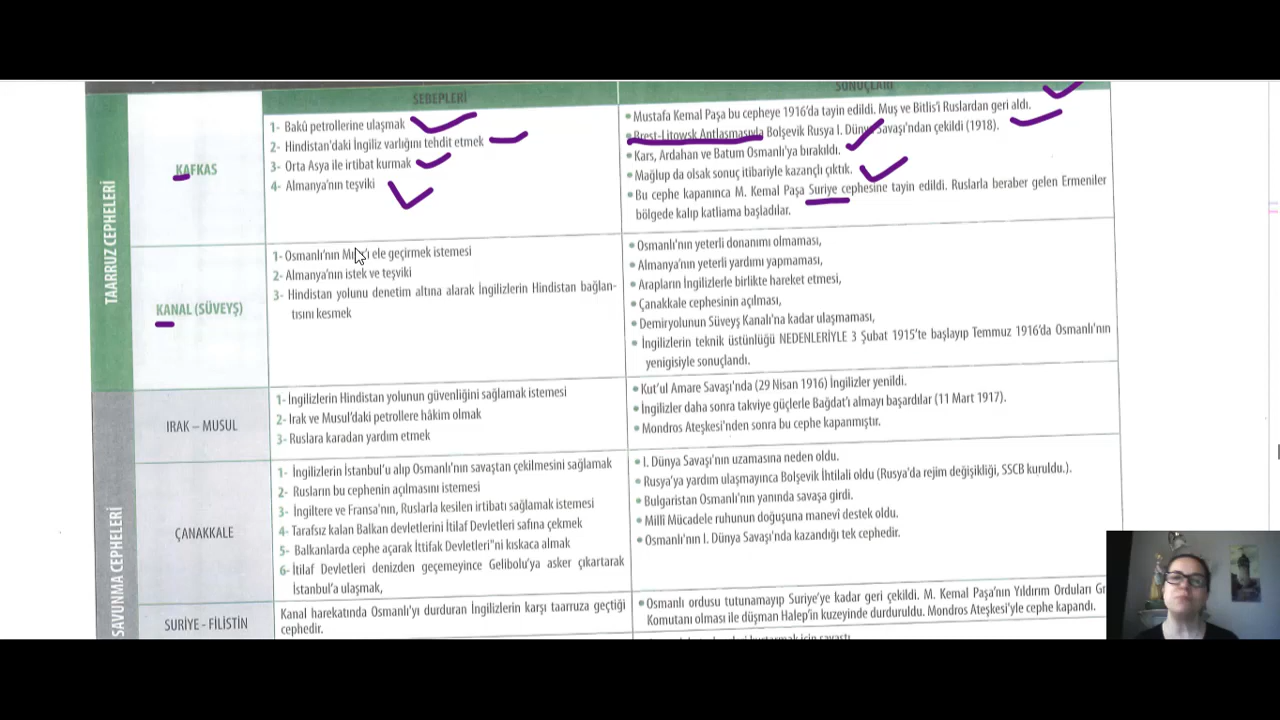 SEBEPLERİ
SONUÇLARI
TAARRUZ CEPHELERİ
KAFKAS
1- Bakû petrollerine ulaşmak
2- Hindistan'daki İngiliz varlığını tehdit etmek
3- Orta Asya ile irtibat kurmak
4- Almanya'nın teşviki
• Mustafa Kemal Paşa bu cepheye 1916'da tayin edildi. Muş ve Bitlis'i Ruslardan geri aldı.
• Brest-Litowsk Antlaşmasıyla Bolşevik Rusya I. Dünya Savaşı'ndan çekildi (1918).
• Kars, Ardahan ve Batum Osmanlı'ya bırakıldı.
• Mağlup da olsak sonuç itibariyle kazançlı çıktık.
• Bu cephe kapanınca M. Kemal Paşa Suriye cephesine tayin edildi. Ruslarla beraber gelen Ermeniler
bölgede kalıp katliama başladılar.
KANAL (SÜVEYŞ)
1- Osmanlı'nın Mısır'ı ele geçirmek istemesi
2- Almanya'nın istek ve teşviki
3- Hindistan yolunu denetim altına alarak İngilizlerin Hindistan bağlan-
tısını kesmek
• Osmanlı'nın yeterli donanımı olmaması,
• Almanya'nın yeterli yardımı yapmaması,
• Arapların İngilizlerle birlikte hareket etmesi,
• Çanakkale cephesinin açılması,
• Demiryolunun Süveyş Kanalı'na kadar ulaşmaması,
• İngilizlerin teknik üstünlüğü NEDENLERİYLE 3 Şubat 1915'te başlayıp Temmuz 1916'da Osmanlı'nın
yenigisiyle sonuçlandı.
SAVUNMA CEPHELERİ
IRAK – MUSUL
1- İngilizlerin Hindistan yolunun güvenliğini sağlamak istemesi
2- Irak ve Musul'daki petrollere hâkim olmak
3- Ruslara karadan yardım etmek
• Kut'ul Amare Savaşı'nda (29 Nisan 1916) İngilizler yenildi.
• İngilizler daha sonra takviye güçlerle Bağdat'ı almayı başardılar (11 Mart 1917).
• Mondros Ateşkesi'nden sonra bu cephe kapanmıştır.
ÇANAKKALE
1- İngilizlerin İstanbul'u alıp Osmanlı'nın savaştan çekilmesini sağlamak
2- Rusların bu cephenin açılmasını istemesi
3- İngiltere ve Fransa'nın, Ruslarla kesilen irtibatı sağlamak istemesi
4- Tarafsız kalan Balkan devletlerini İtilaf Devletleri safına çekmek
5- Balkanlarda cephe açarak İttifak Devletleri"ni kıskaca almak
6- İtilaf Devletleri denizden geçemeyince Gelibolu'ya asker çıkartarak
İstanbul'a ulaşmak,
• I. Dünya Savaşı'nın uzamasına neden oldu.
• Rusya'ya yardım ulaşmayınca Bolşevik İhtilali oldu (Rusya'da rejim değişikliği, SSCB kuruldu.).
• Bulgaristan Osmanlı'nın yanında savaşa girdi.
• Millî Mücadele ruhunun doğuşuna manevî destek oldu.
• Osmanlı'nın I. Dünya Savaşı'nda kazandığı tek cephedir.
SURİYE - FİLİSTİN
Kanal harekatında Osmanlı'yı durduran İngilizlerin karşı taarruza geçtiği
cephedir.
• Osmanlı ordusu tutunamayıp Suriye'ye kadar geri çekildi. M. Kemal Paşa'nın Yıldırım Orduları Gr
Komutanı olması ile düşman Halep'in kuzeyinde durduruldu. Mondros Ateşkesi'yle cephe kapandı.